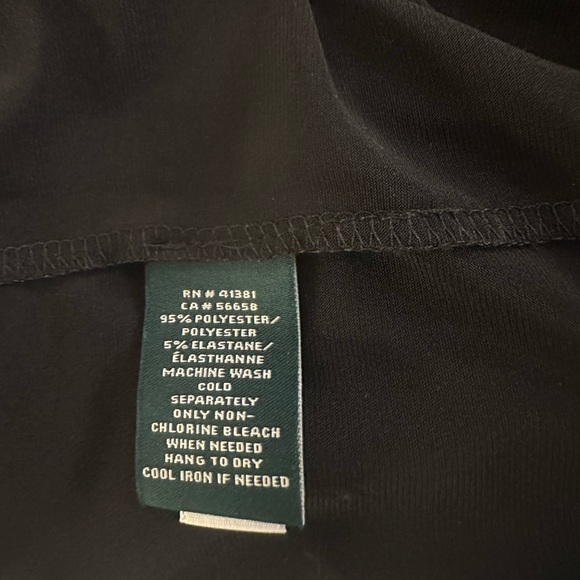 RN # 41381
CA # 56658
95% POLYESTER/
POLYESTER
5% ELASTANE/
ÉLASTHANNE
MACHINE WASH
COLD
SEPARATELY
ONLY NON-
CHLORINE BLEACH
WHEN NEEDED
HANG TO DRY
COOL IRON IF NEEDED